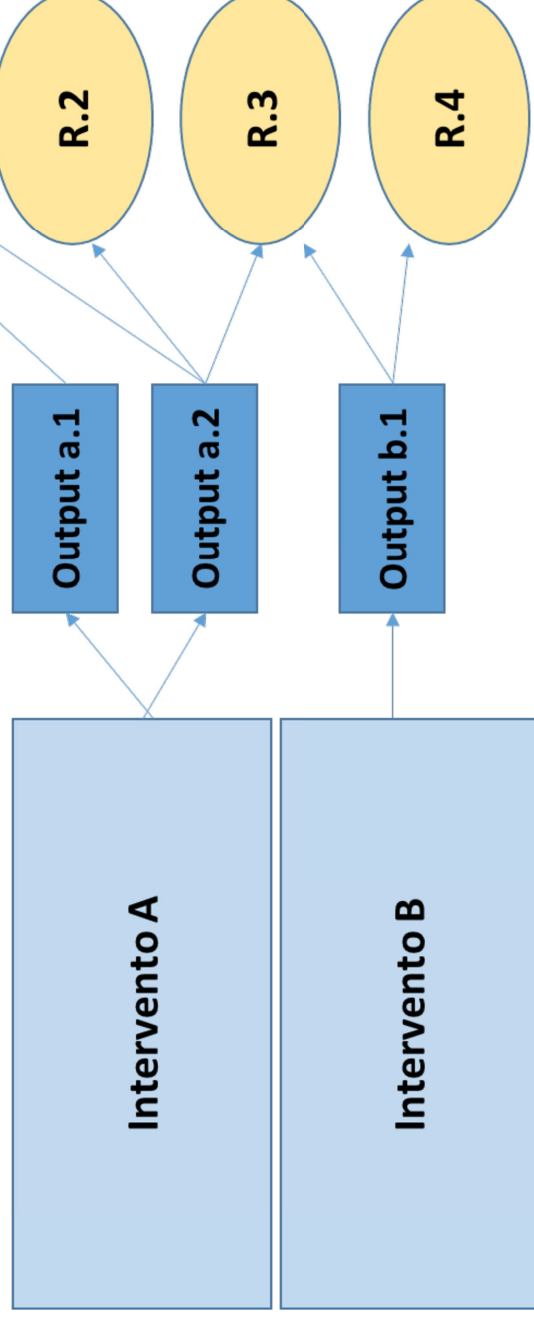 Intervento A
Output a.1
Output a.2
R.2
R.3
Intervento B
Output b.1
R.4